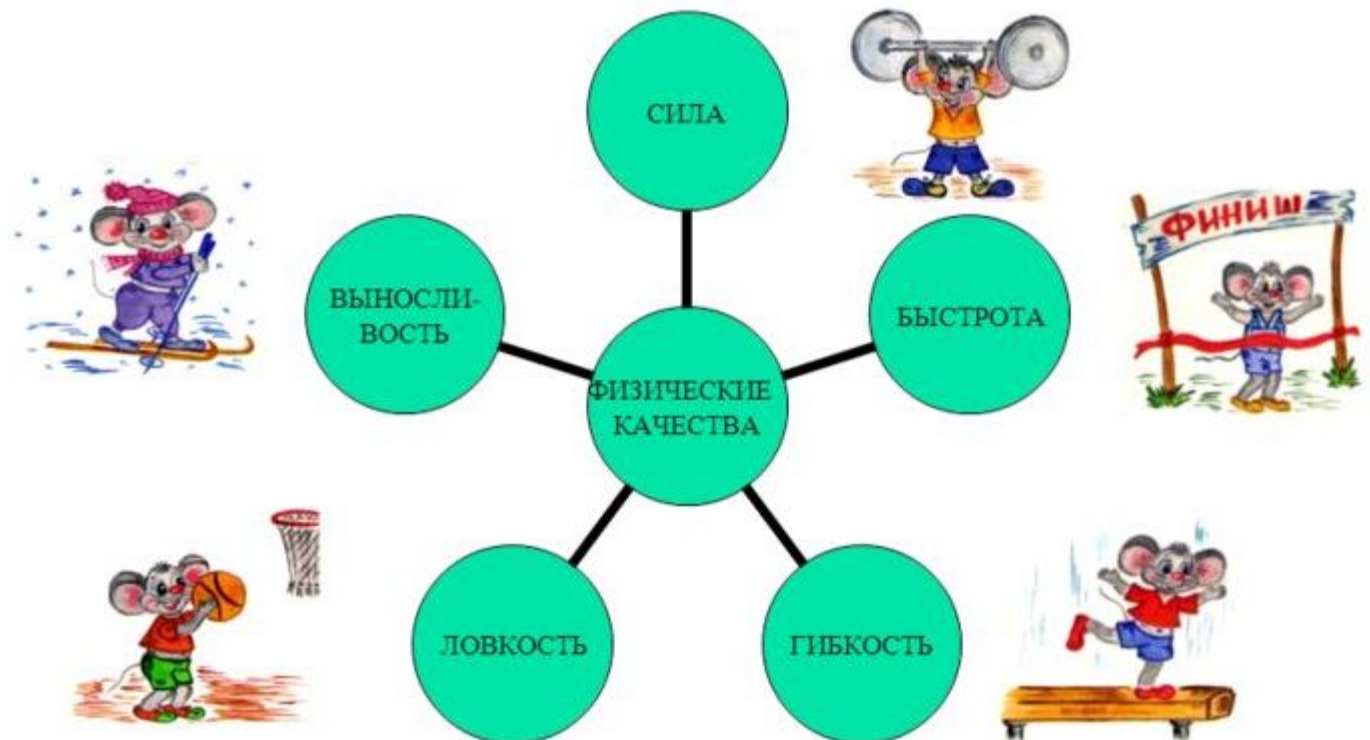 СИЛА
ФИНИШ
ВЫНОСЛИ-
ВОСТЬ
БЫСТРОТА
ФИЗИЧЕСКИЕ
КАЧЕСТВА
ЛОВКОСТЬ
ГИБКОСТЬ